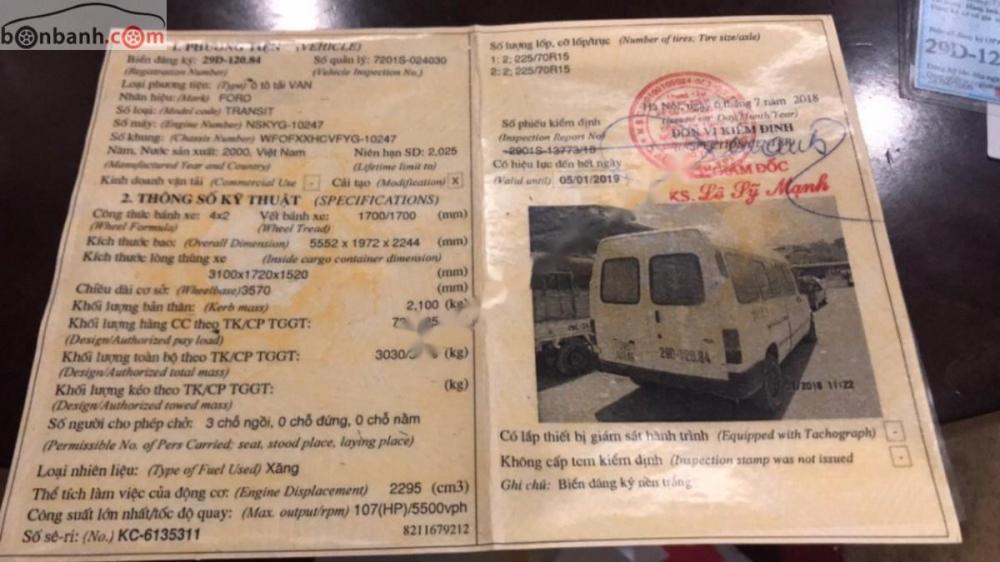 bonbanh.com
1. PHƯƠNG TIỆN (VEHICLE)
Biển đăng ký: 29D-120.84 Số quản lý: 7201S-024030
(Registration Number) (Vehicle Inspection No.)
Loại phương tiện: (Type) ô tô tải VAN
Nhãn hiệu: (Mark) FORD
Số loại: (Model code) TRANSIT
Số máy: (Engine Number) NSKYG-10247
Số khung: (Chassis Number) WFOFXXHCVFYG-10247
Năm, Nước sản xuất: 2000, Việt Nam Niên hạn SD: 2,025
(Manufactured Year and Country) (Lifetime limit to)
Kinh doanh vận tải (Commercial Use - Cải tạo (Modification) X
2. THÔNG SỐ KỸ THUẬT (SPECIFICATIONS)
Công thức bánh xe: 4x2 Vết bánh xe: 1700/1700 (mm)
(Wheel Formula) (Wheel Tread)
Kích thước bao: (Overall Dimension) 5552 x 1972 x 2244 (mm)
Kích thước lòng thùng xe (Inside cargo container dimension)
3100x1720x1520 (mm)
Chiều dài cơ sở: (Wheelbase) 3570 (mm)
Khối lượng bản thân: (Kerb mass) 2,100 (kg)
Khối lượng hàng CC theo TK/CP TGGT:
(Design/Authorized pay load)
Khối lượng toàn bộ theo TK/CP TGGT: 3030/ (kg)
(Design/Authorized total mass)
Khối lượng kéo theo TK/CP TGGT: (kg)
(Design/Authorized towed mass)
Số người cho phép chở: 3 chỗ ngồi, 0 chỗ đứng, 0 chỗ nằm
(Permissible No. of Pers Carried: seat, stood place, laying place)
Loại nhiên liệu: (Type of Fuel Used) Xăng
Thể tích làm việc của động cơ: (Engine Displacement) 2295 (cm3)
Công suất lớn nhất/tốc độ quay: (Max. output/rpm) 107(HP)/5500vph
Số sê-ri: (No.) KC-6135311 8211679212
Số lượng lốp, cỡ lốp/trục (Number of tires; Tire size/axle)
1: 2; 225/70R15
2: 2; 225/70R15
Hà Nội, ngày 6 tháng 7 năm 2018
(Issued on: Day/Month/Year)
Số phiếu kiểm định ĐƠN VỊ KIỂM ĐỊNH
(Inspection Report No)
2901S-13773/18
Có hiệu lực đến hết ngày GIÁM ĐỐC
(Valid until) 05/01/2019
KS. Lê Sỹ Mạnh
29D-120.84
2018 11:22
Có lắp thiết bị giám sát hành trình (Equipped with Tachograph) -
Không cấp tem kiểm định (Inspection stamp was not issued -
Ghi chú: Biển đăng ký nền trắng
29D-12